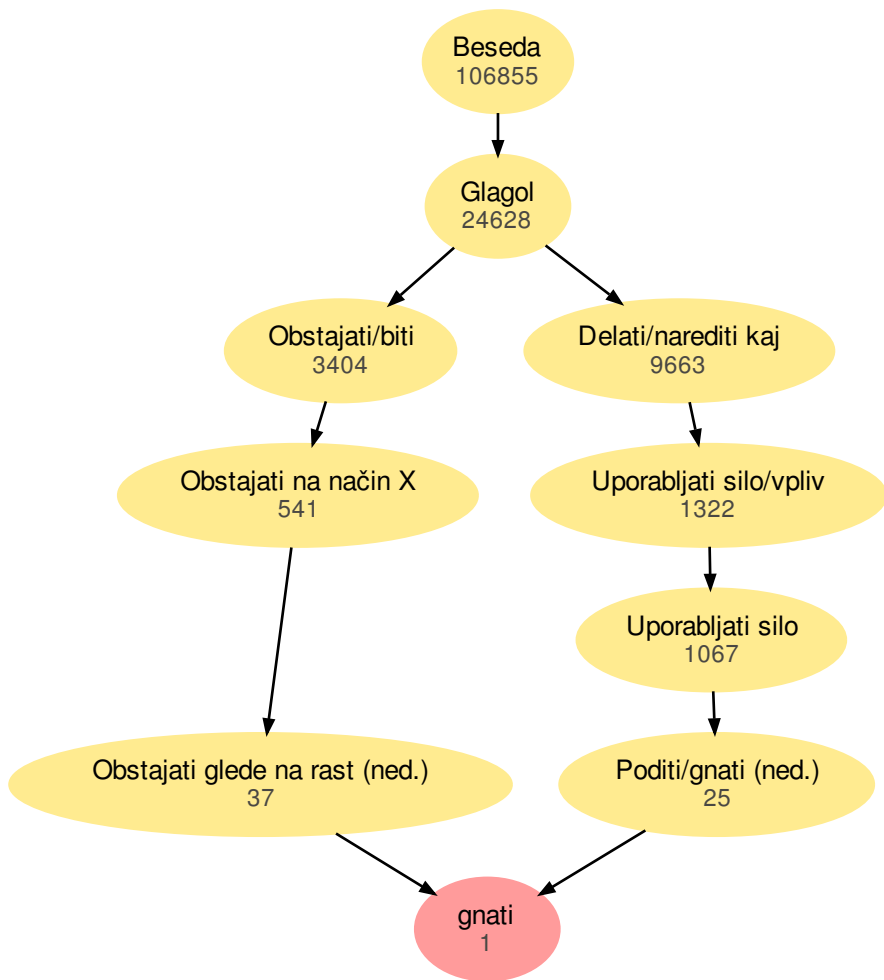 Beseda
106855
Glagol
24628
Obstajati/biti
3404
Delati/narediti kaj
9663
Obstajati na način X
541
Uporabljati silo/vpliv
1322
Uporabljati silo
1067
Obstajati glede na rast (ned.)
37
Poditi/gnati (ned.)
25
gnati
1